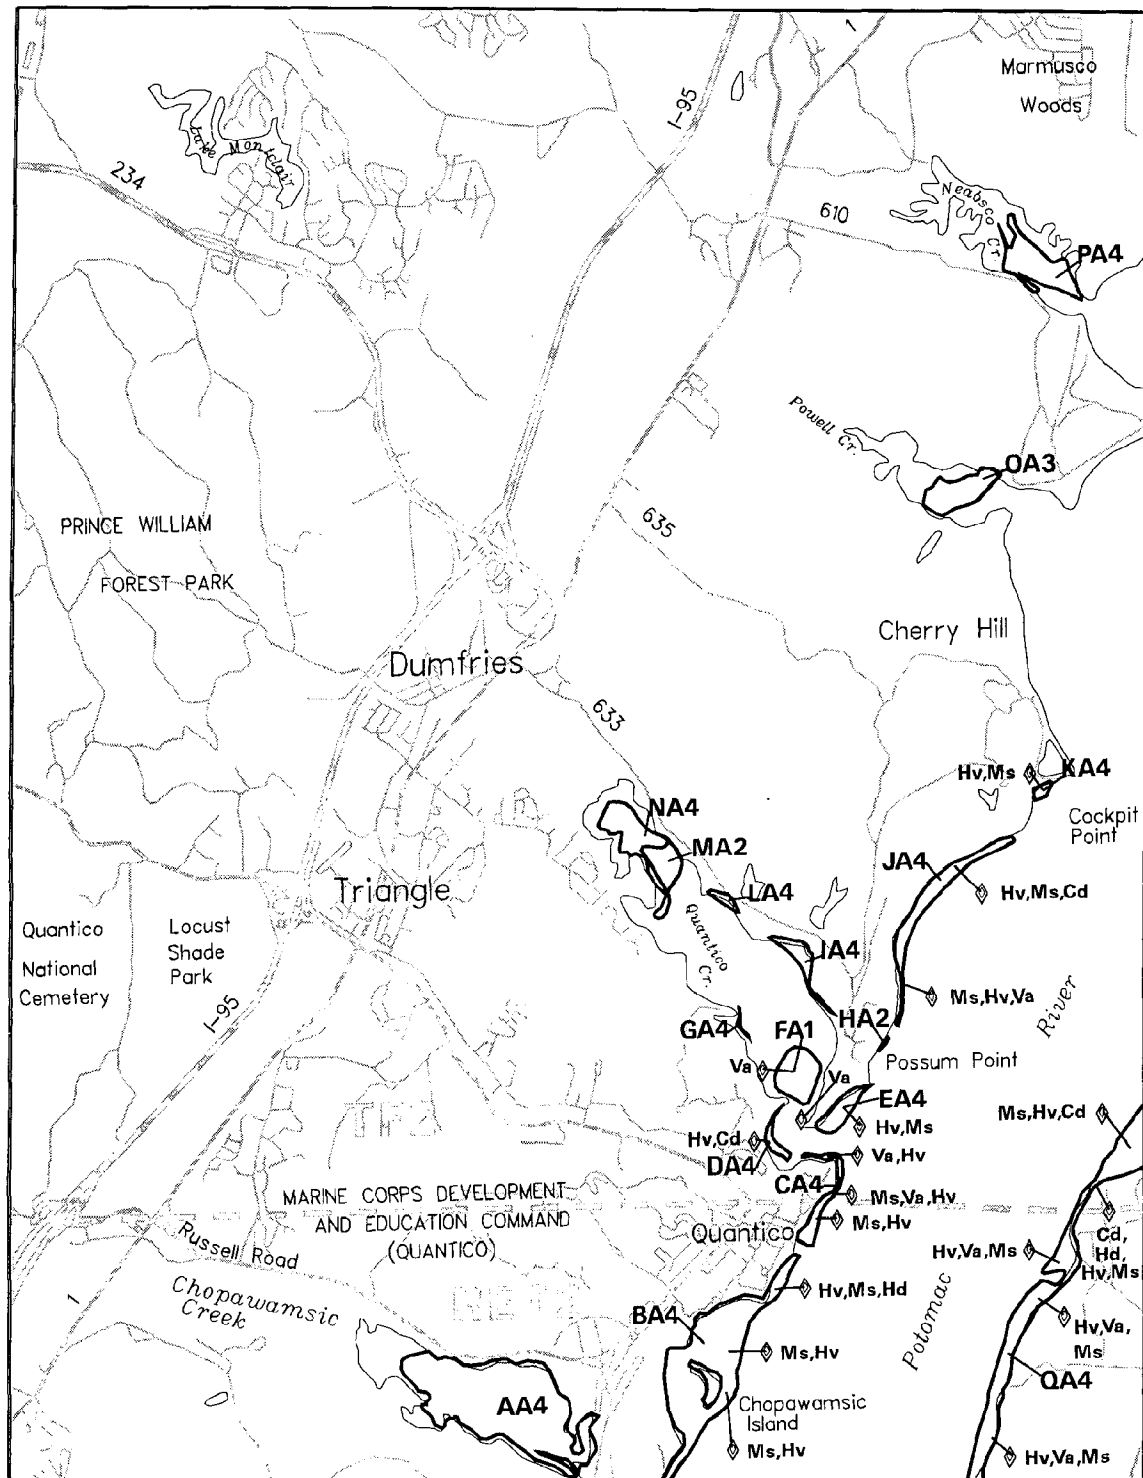 Marmusco
Woods
I-95
1
Lake Montclair
234
610
Neabsco Cr.
PA4
Powell Cr.
OA3
635
PRINCE WILLIAM
FOREST PARK
Cherry Hill
Dumfries
633
Hv,Ms
KA4
NA4
Cockpit
Point
MA2
JA4
Triangle
LA4
Hv,Ms,Cd
Quantico
National
Cemetery
Locust
Shade
Park
Quantico Cr.
IA4
Ms,Hv,Va
I-95
River
GA4
FA1
HA2
Va
Va
Possum Point
EA4
Ms,Hv,Cd
Hv,Ms
Hv,Cd
DA4
Va,Hv
CA4
MARINE CORPS DEVELOPMENT
AND EDUCATION COMMAND
(QUANTICO)
Ms,Va,Hv
Ms,Hv
Quantico
Russell Road
Cd,
Hd,
Hv,Ms
Hv,Va,Ms
Chopawamsic
Creek
1
Hv,Ms,Hd
BA4
Potomac
Hv,Va,
Ms
Ms,Hv
QA4
AA4
Chopawamsic
Island
Ms,Hv
Hv,Va,Ms